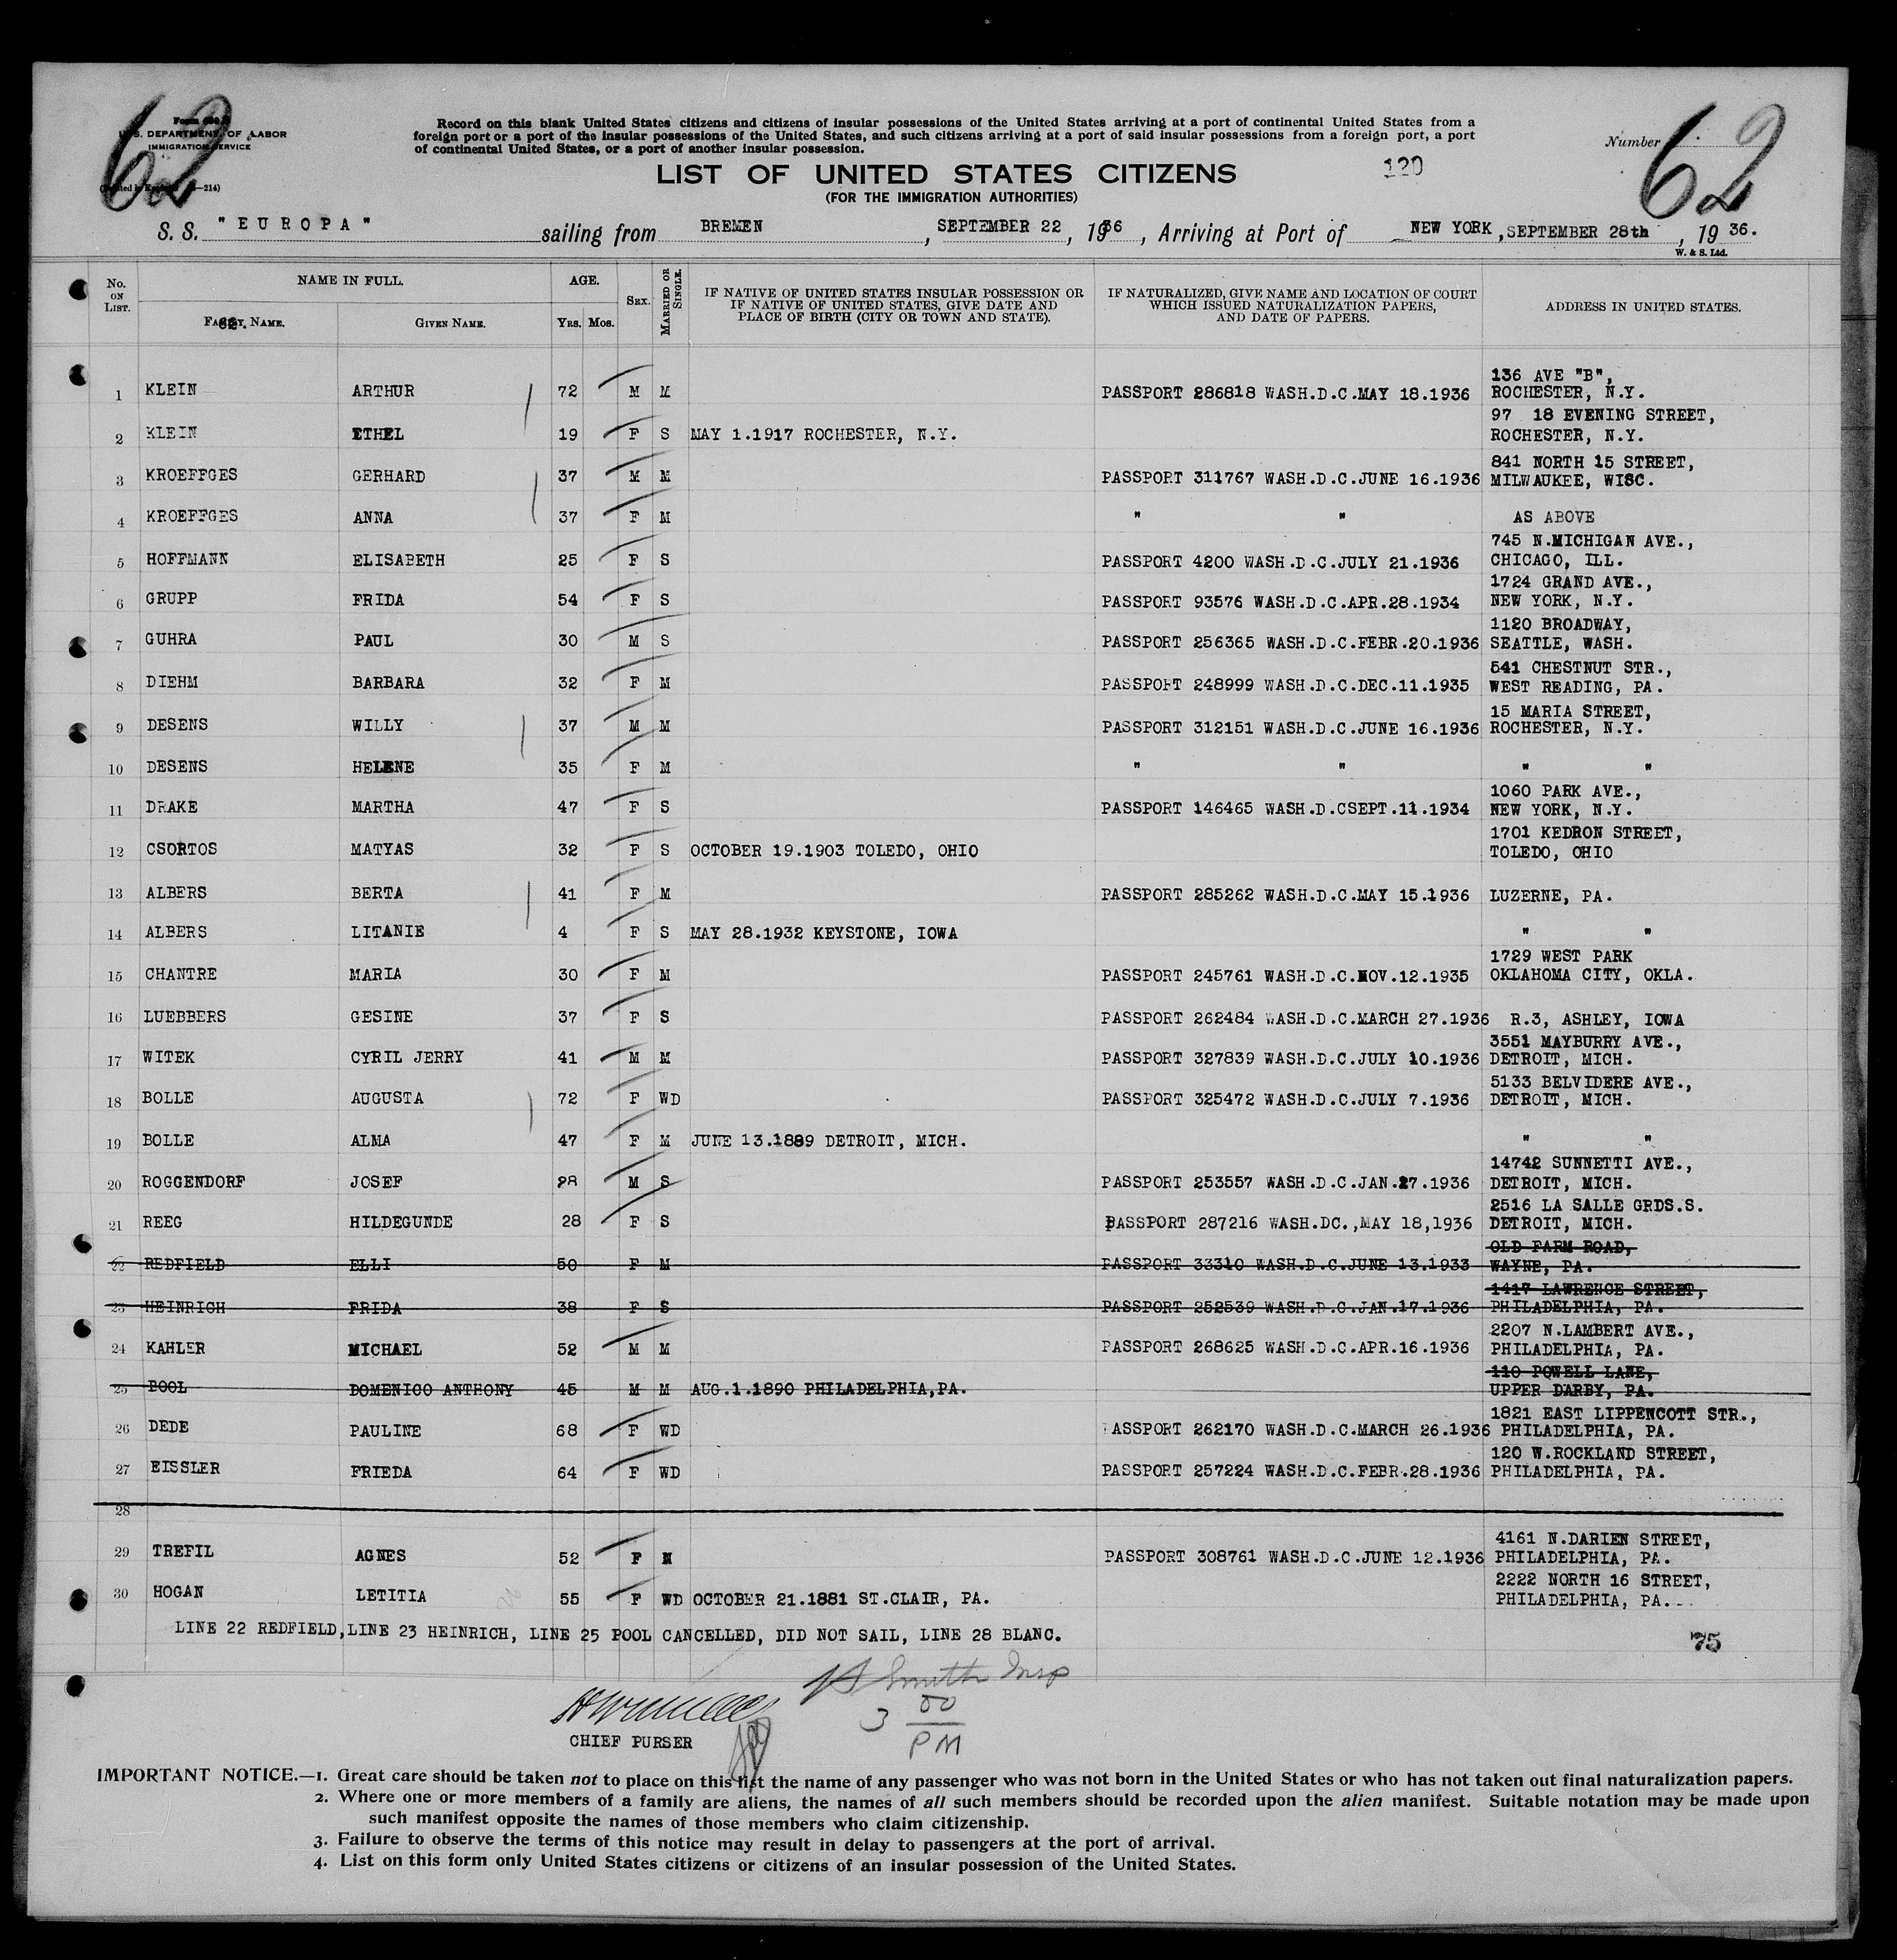 62
U.S. DEPARTMENT OF LABOR
IMMIGRATION SERVICE
Record on this blank United States citizens and citizens of insular possessions of the United States arriving at a port of continental United States from a
foreign port or a port of the insular possessions of the United States, and such citizens arriving at a port of said insular possessions from a foreign port, a port
of continental United States, or a port of another insular possession.
Number 62
LIST OF UNITED STATES CITIZENS 120
(FOR THE IMMIGRATION AUTHORITIES)
S. S. "EUROPA" sailing from BREMEN, SEPTEMBER 22, 1936, Arriving at Port of NEW YORK, SEPTEMBER 28th, 1936.
W. & S. Ltd.
No. ON LIST. NAME IN FULL. AGE. SEX. MARRIED OR SINGLE. IF NATIVE OF UNITED STATES INSULAR POSSESSION OR IF NATIVE OF UNITED STATES, GIVE DATE AND PLACE OF BIRTH (CITY OR TOWN AND STATE). IF NATURALIZED, GIVE NAME AND LOCATION OF COURT WHICH ISSUED NATURALIZATION PAPERS, AND DATE OF PAPERS. ADDRESS IN UNITED STATES.
FAMILY NAME. GIVEN NAME. YRS. MOS.
136 AVE "B",
1 KLEIN ARTHUR 72 M M PASSPORT 286818 WASH.D.C.MAY 18.1936 ROCHESTER, N.Y.
97 18 EVENING STREET,
2 KLEIN ETHEL 19 F S MAY 1.1917 ROCHESTER, N.Y. ROCHESTER, N.Y.
841 NORTH 15 STREET,
3 KROEFFGES GERHARD 37 M M PASSPORT 311767 WASH.D.C.JUNE 16.1936 MILWAUKEE, WISC.
4 KROEFFGES ANNA 37 F M " " AS ABOVE
745 N.MICHIGAN AVE.,
5 HOFFMANN ELISABETH 25 F S PASSPORT 4200 WASH.D.C.JULY 21.1936 CHICAGO, ILL.
1724 GRAND AVE.,
6 GRUPP FRIDA 54 F S PASSPORT 93576 WASH.D.C.APR.28.1934 NEW YORK, N.Y.
1120 BROADWAY,
7 GUHRA PAUL 30 M S PASSPORT 256365 WASH.D.C.FEBR.20.1936 SEATTLE, WASH.
541 CHESTNUT STR.,
8 DIEHM BARBARA 32 F M PASSPORT 248999 WASH.D.C.DEC.11.1935 WEST READING, PA.
15 MARIA STREET,
9 DESENS WILLY 37 M M PASSPORT 312151 WASH.D.C.JUNE 16.1936 ROCHESTER, N.Y.
10 DESENS HELENE 35 F M " " " "
1060 PARK AVE.,
11 DRAKE MARTHA 47 F S PASSPORT 146465 WASH.D.CSEPT.11.1934 NEW YORK, N.Y.
1701 KEDRON STREET,
12 CSORTOS MATYAS 32 F S OCTOBER 19.1903 TOLEDO, OHIO TOLEDO, OHIO
13 ALBERS BERTA 41 F M PASSPORT 285262 WASH.D.C.MAY 15.1936 LUZERNE, PA.
14 ALBERS LITANIE 4 F S MAY 28.1932 KEYSTONE, IOWA " "
1729 WEST PARK
15 CHANTRE MARIA 30 F M PASSPORT 245761 WASH.D.C.NOV.12.1935 OKLAHOMA CITY, OKLA.
16 LUEBBERS GESINE 37 F S PASSPORT 262484 WASH.D.C.MARCH 27.1936 R.3, ASHLEY, IOWA
3551 MAYBURRY AVE.,
17 WITEK CYRIL JERRY 41 M M PASSPORT 327839 WASH.D.C.JULY 10.1936 DETROIT, MICH.
5133 BELVIDERE AVE.,
18 BOLLE AUGUSTA 72 F WD PASSPORT 325472 WASH.D.C.JULY 7.1936 DETROIT, MICH.
19 BOLLE ALMA 47 F M JUNE 13.1889 DETROIT, MICH. " "
14742 SUNNETTI AVE.,
20 ROGGENDORF JOSEF 28 M S PASSPORT 253557 WASH.D.C.JAN.27.1936 DETROIT, MICH.
2516 LA SALLE GRDS.S.
21 REEG HILDEGUNDE 28 F S PASSPORT 287216 WASH.DC.,MAY 18,1936 DETROIT, MICH.
OLD FARM ROAD,
22 REDFIELD ELLI 50 F M PASSPORT 33310 WASH.D.C.JUNE 13.1933 WAYNE, PA.
1417 LAWRENCE STREET,
23 HEINRICH FRIDA 38 F S PASSPORT 252539 WASH.D.C.JAN.17.1936 PHILADELPHIA, PA.
2207 N.LAMBERT AVE.,
24 KAHLER MICHAEL 52 M M PASSPORT 268625 WASH.D.C.APR.16.1936 PHILADELPHIA, PA.
110 POWELL LANE,
25 POOL DOMENICO ANTHONY 45 M M AUG.1.1890 PHILADELPHIA,PA. UPPER DARBY, PA.
1821 EAST LIPPENCOTT STR.,
26 DEDE PAULINE 68 F WD PASSPORT 262170 WASH.D.C.MARCH 26.1936 PHILADELPHIA, PA.
120 W.ROCKLAND STREET,
27 EISSLER FRIEDA 64 F WD PASSPORT 257224 WASH.D.C.FEBR.28.1936 PHILADELPHIA, PA.
28
4161 N.DARIEN STREET,
29 TREFIL AGNES 52 F M PASSPORT 308761 WASH.D.C.JUNE 12.1936 PHILADELPHIA, PA.
2222 NORTH 16 STREET,
30 HOGAN LETITIA 55 F WD OCTOBER 21.1881 ST.CLAIR, PA. PHILADELPHIA, PA.
LINE 22 REDFIELD,LINE 23 HEINRICH, LINE 25 POOL CANCELLED, DID NOT SAIL, LINE 28 BLANC.
75
Smith Insp
3 00 PM
CHIEF PURSER
IMPORTANT NOTICE.—1. Great care should be taken not to place on this list the name of any passenger who was not born in the United States or who has not taken out final naturalization papers.
2. Where one or more members of a family are aliens, the names of all such members should be recorded upon the alien manifest. Suitable notation may be made upon
such manifest opposite the names of those members who claim citizenship.
3. Failure to observe the terms of this notice may result in delay to passengers at the port of arrival.
4. List on this form only United States citizens or citizens of an insular possession of the United States.